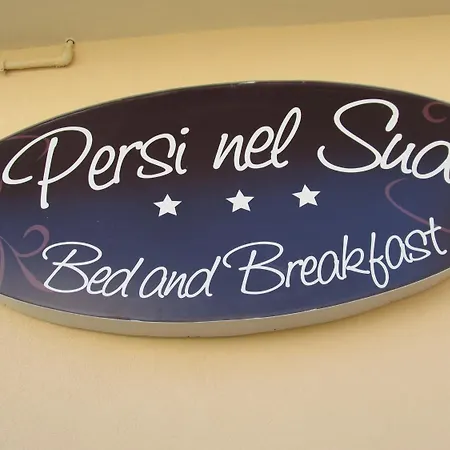 Persi nel Sud
Bed and Breakfast